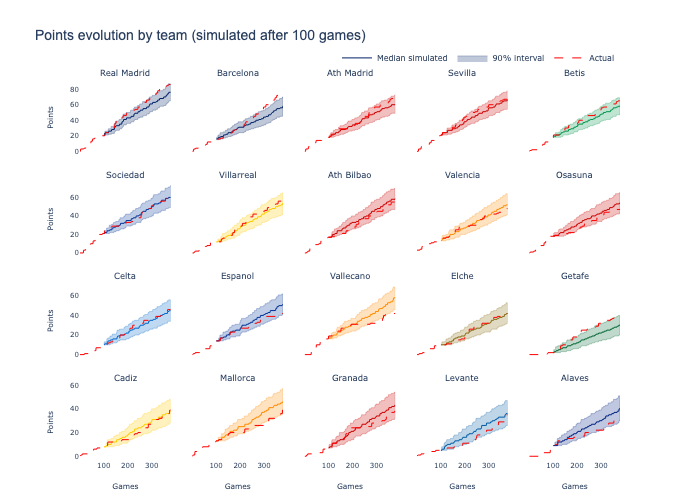 Points evolution by team (simulated after 100 games)
Median simulated 90% interval Actual
Real Madrid Barcelona Ath Madrid Sevilla Betis
Points
80
60
40
20
0
Sociedad Villarreal Ath Bilbao Valencia Osasuna
Points
60
40
20
0
Celta Espanol Vallecano Elche Getafe
Points
60
40
20
0
Cadiz Mallorca Granada Levante Alaves
Points
60
40
20
0
100 200 300 100 200 300 100 200 300 100 200 300 100 200 300
Games Games Games Games Games